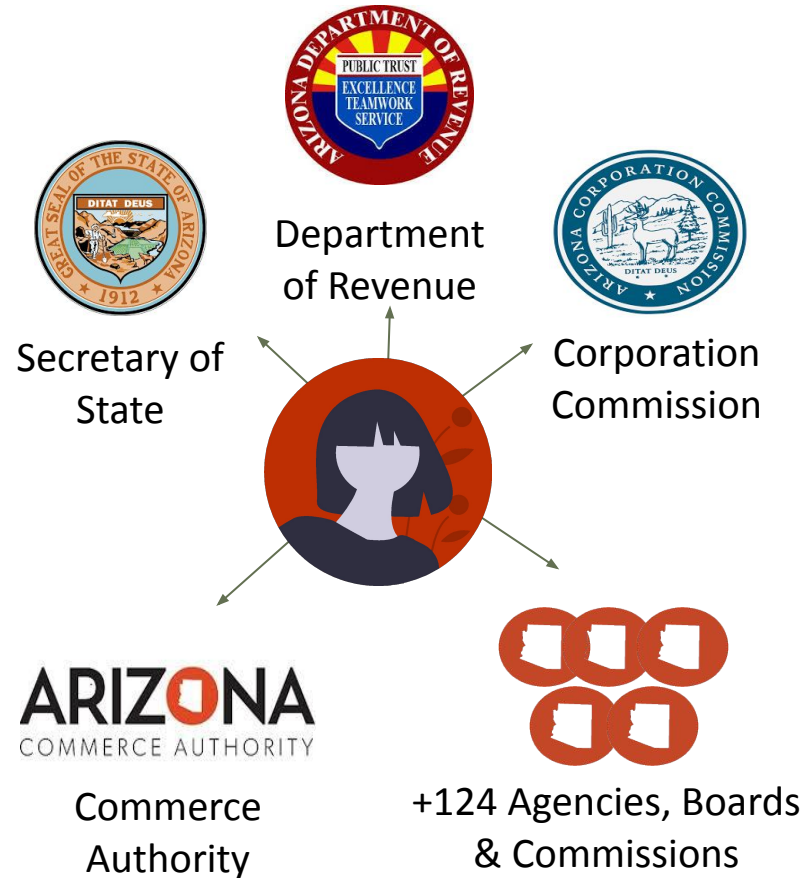 ARIZONA DEPARTMENT OF REVENUE
PUBLIC TRUST
EXCELLENCE
TEAMWORK
SERVICE
Department
of Revenue
GREAT SEAL OF THE STATE OF ARIZONA
DITAT DEUS
1912
Secretary of
State
ARIZONA CORPORATION COMMISSION
DITAT DEUS
Corporation
Commission
ARIZONA
COMMERCE AUTHORITY
Commerce
Authority
+124 Agencies, Boards
& Commissions